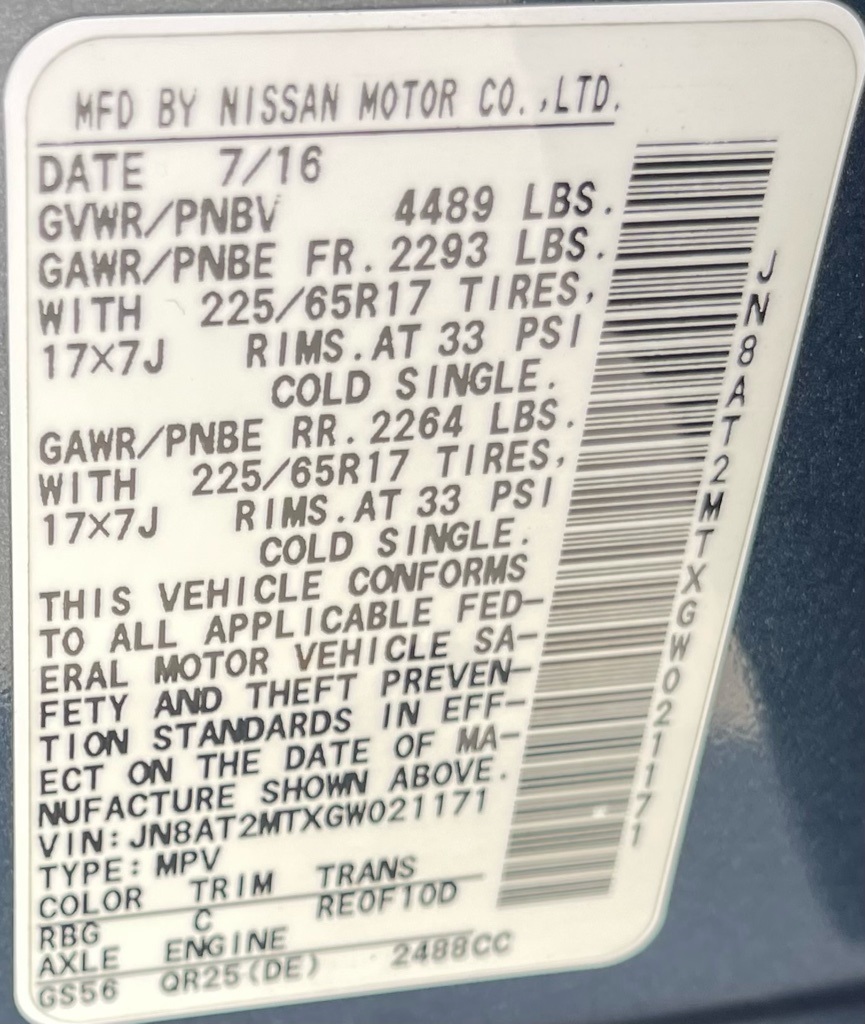 MFD BY NISSAN MOTOR CO.,LTD.
DATE 7/16
GVWR/PNBV 4489 LBS.
GAWR/PNBE FR. 2293 LBS.
WITH 225/65R17 TIRES,
17×7J RIMS. AT 33 PSI
COLD SINGLE.
GAWR/PNBE RR. 2264 LBS.
WITH 225/65R17 TIRES,
17×7J RIMS. AT 33 PSI
COLD SINGLE.
THIS VEHICLE CONFORMS
TO ALL APPLICABLE FED-
ERAL MOTOR VEHICLE SA-
FETY AND THEFT PREVEN-
TION STANDARDS IN EFF-
ECT ON THE DATE OF MA-
NUFACTURE SHOWN ABOVE.
VIN: JN8AT2MTXGW021171
TYPE: MPV
COLOR TRIM TRANS
RBG C RE0F10D
AXLE ENGINE
GS56 QR25(DE) 2488CC
JN8AT2MTXGW021171